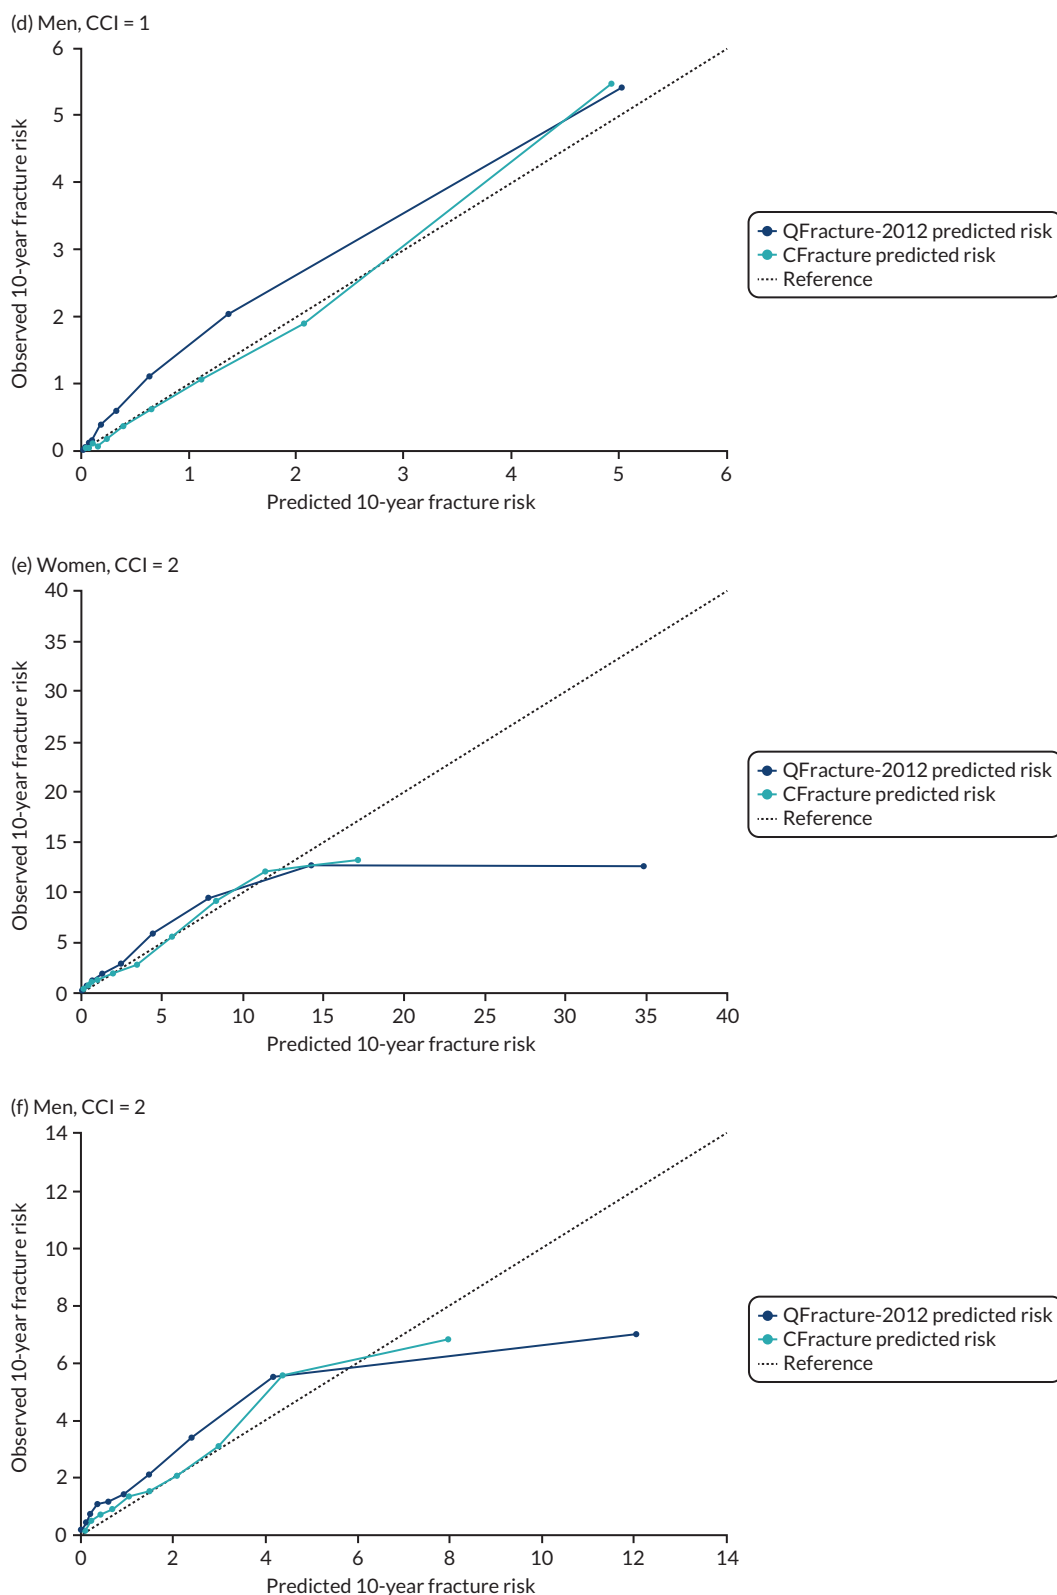 (d) Men, CCI = 1
6
5
4
3
2
1
0
Observed 10-year fracture risk
0 1 2 3 4 5 6
Predicted 10-year fracture risk
QFracture-2012 predicted risk
CFracture predicted risk
Reference
(e) Women, CCI = 2
40
35
30
25
20
15
10
5
0
Observed 10-year fracture risk
0 5 10 15 20 25 30 35 40
Predicted 10-year fracture risk
QFracture-2012 predicted risk
CFracture predicted risk
Reference
(f) Men, CCI = 2
14
12
10
8
6
4
2
0
Observed 10-year fracture risk
0 2 4 6 8 10 12 14
Predicted 10-year fracture risk
QFracture-2012 predicted risk
CFracture predicted risk
Reference